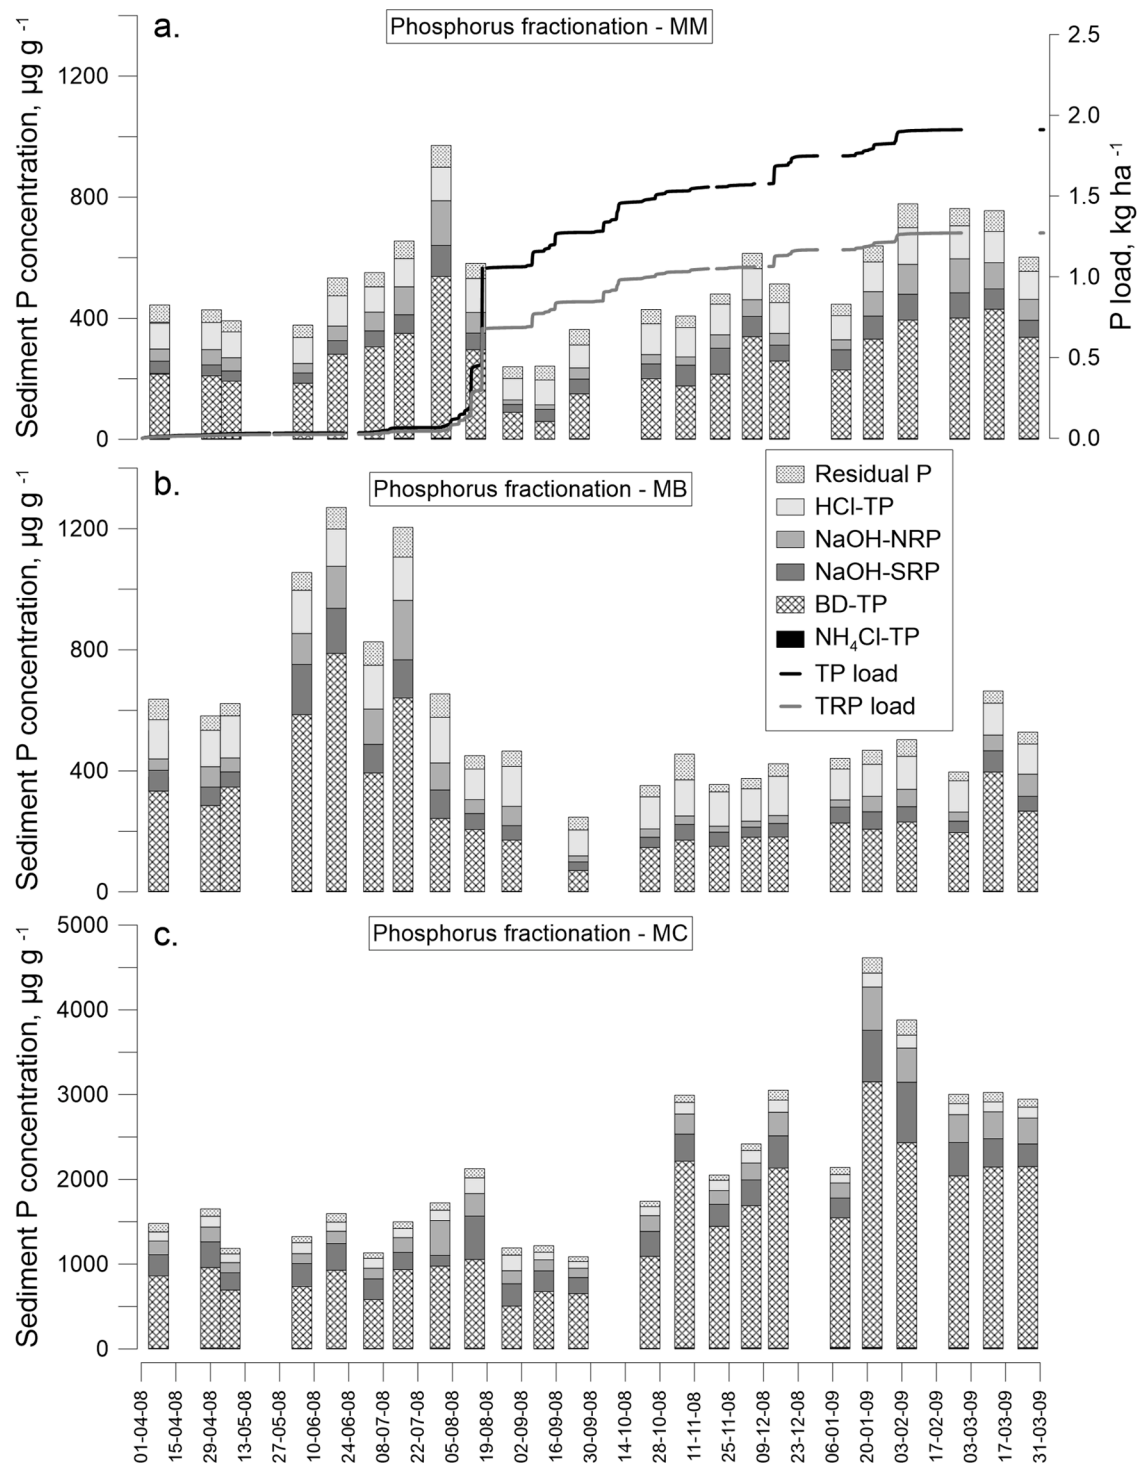 a.
Phosphorus fractionation - MM
Sediment P concentration, µg g⁻¹
1200
800
400
0
2.5
2.0
1.5
1.0
0.5
0.0
P load, kg ha⁻¹
b.
Phosphorus fractionation - MB
Sediment P concentration, µg g⁻¹
1200
800
400
0
Residual P
HCl-TP
NaOH-NRP
NaOH-SRP
BD-TP
NH₄Cl-TP
TP load
TRP load
c.
Phosphorus fractionation - MC
Sediment P concentration, µg g⁻¹
5000
4000
3000
2000
1000
0
01-04-08
15-04-08
29-04-08
13-05-08
27-05-08
10-06-08
24-06-08
08-07-08
22-07-08
05-08-08
19-08-08
02-09-08
16-09-08
30-09-08
14-10-08
28-10-08
11-11-08
25-11-08
09-12-08
23-12-08
06-01-09
20-01-09
03-02-09
17-02-09
03-03-09
17-03-09
31-03-09